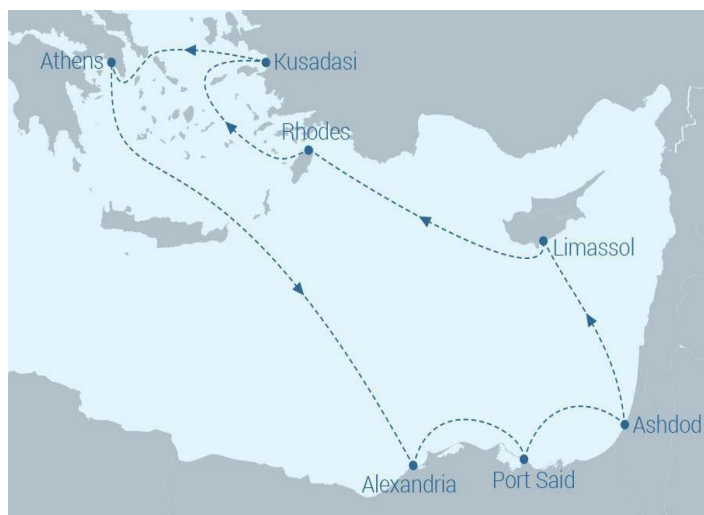 Athens
Kusadasi
Rhodes
Limassol
Ashdod
Port Said
Alexandria